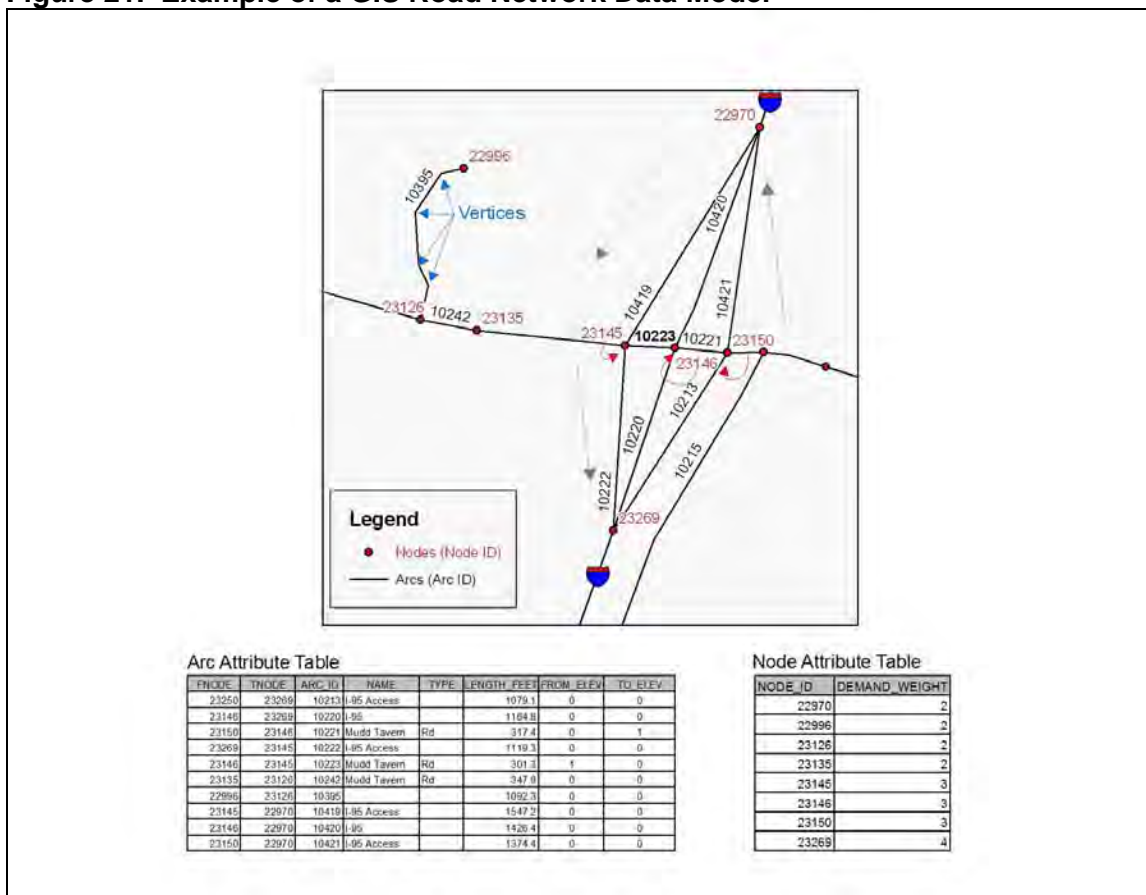 Figure 21. Example of a GIS Road Network Data Model
22970
22996
10395
Vertices
10420
10419
10421
23126
10242
23135
23145
10223
10221
23150
23146
10213
10220
10215
10222
23269
Legend
Nodes (Node ID)
Arcs (Arc ID)
Arc Attribute Table
FNODE TNODE ARC_ID NAME TYPE LENGTH_FEET FROM_ELEV TO_ELEV
23250 23269 10213 I-95 Access 1079.1 0 0
23146 23269 10220 I-95 1164.8 0 0
23150 23146 10221 Mudd Tavern Rd 317.4 0 1
23269 23145 10222 I-95 Access 1119.3 0 0
23146 23145 10223 Mudd Tavern Rd 301.3 1 0
23135 23126 10242 Mudd Tavern Rd 347.9 0 0
22996 23126 10395 1092.3 0 0
23145 22970 10419 I-95 Access 1547.2 0 0
23146 22970 10420 I-95 1426.4 0 0
23150 22970 10421 I-95 Access 1374.4 0 0
Node Attribute Table
NODE_ID DEMAND_WEIGHT
22970 2
22996 2
23126 2
23135 2
23145 3
23146 3
23150 3
23269 4